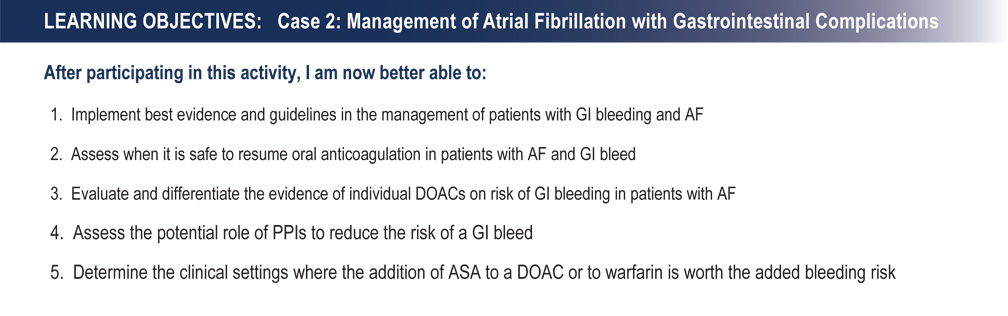 LEARNING OBJECTIVES: Case 2: Management of Atrial Fibrillation with Gastrointestinal Complications
After participating in this activity, I am now better able to:
1. Implement best evidence and guidelines in the management of patients with GI bleeding and AF
2. Assess when it is safe to resume oral anticoagulation in patients with AF and GI bleed
3. Evaluate and differentiate the evidence of individual DOACs on risk of GI bleeding in patients with AF
4. Assess the potential role of PPIs to reduce the risk of a GI bleed
5. Determine the clinical settings where the addition of ASA to a DOAC or to warfarin is worth the added bleeding risk